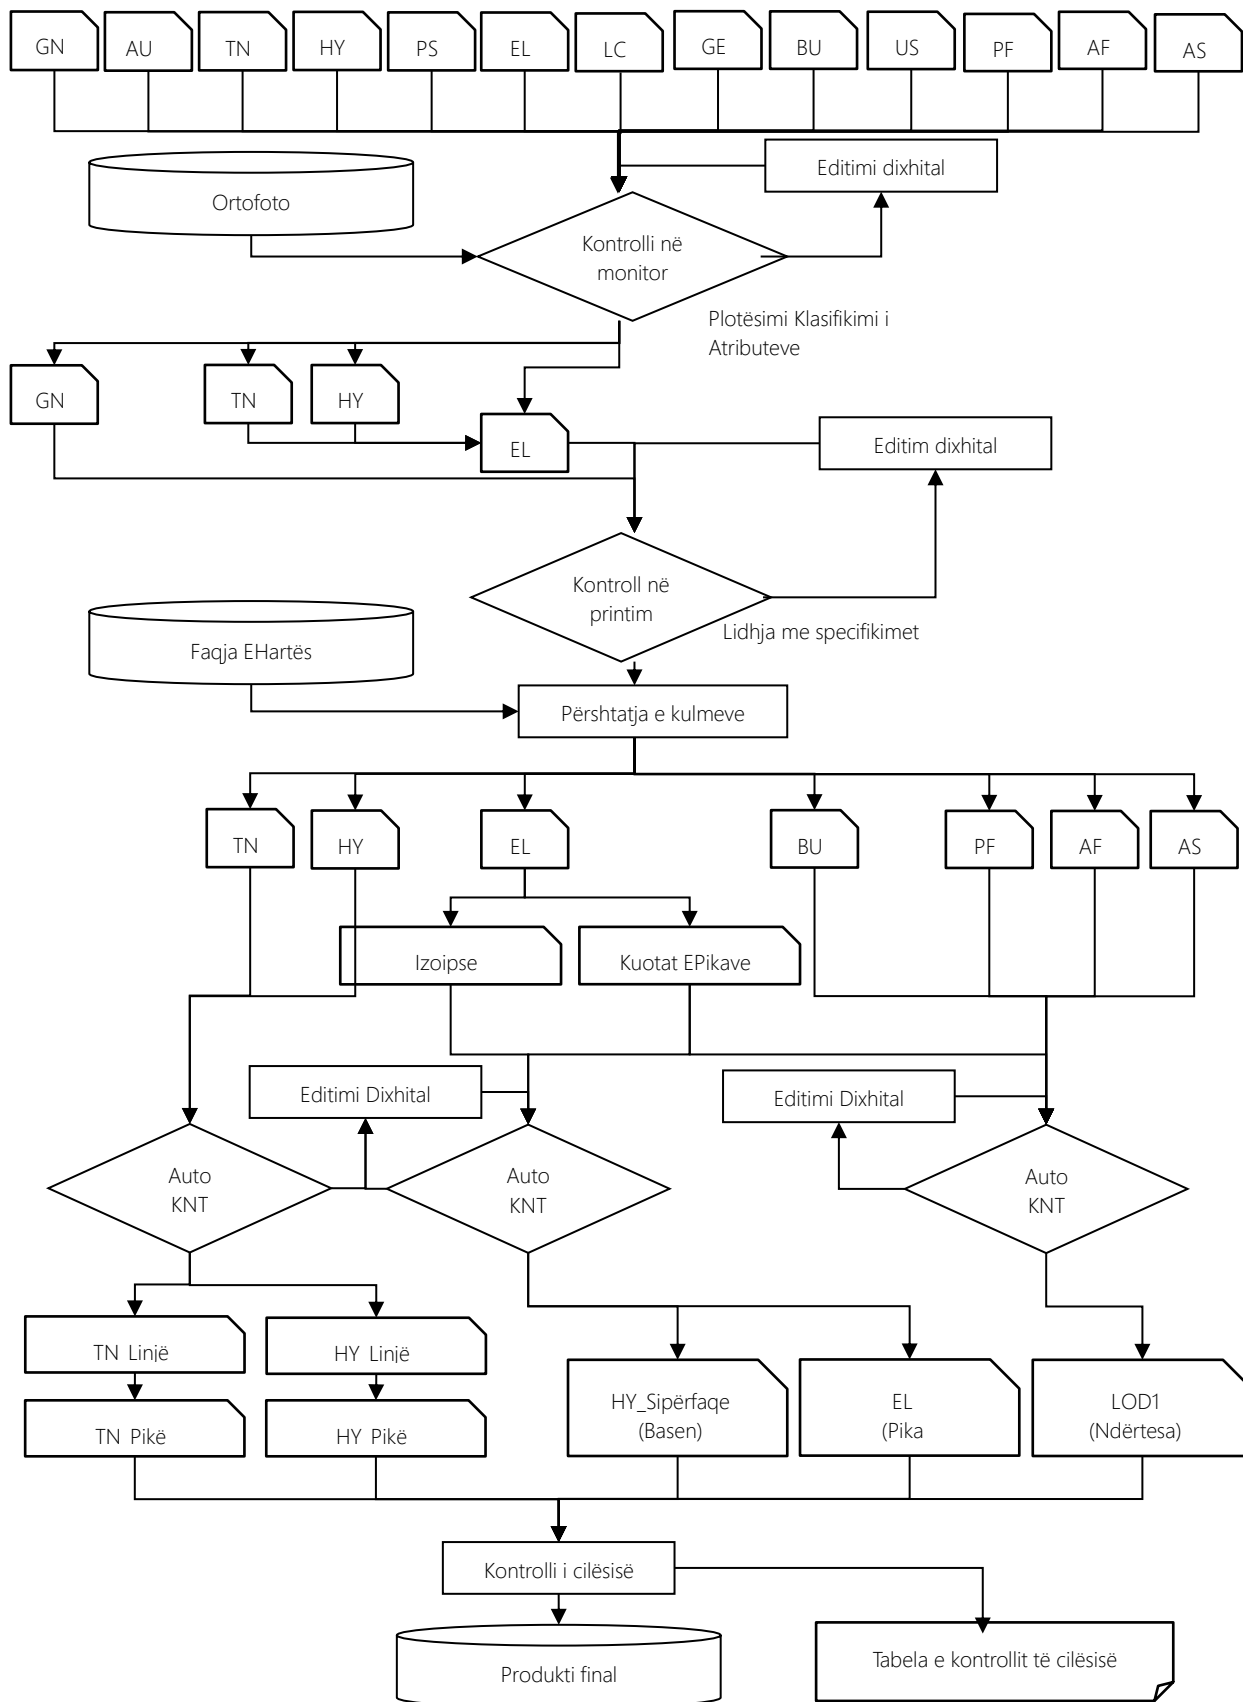 GN
AU
TN
HY
PS
EL
LC
GE
BU
US
PF
AF
AS
Editimi dixhital
Ortofoto
Kontrolli në
monitor
Plotësimi Klasifikimi i
Atributeve
GN
TN
HY
EL
Editim dixhital
Kontroll në
printim
Lidhja me specifikimet
Faqja EHartës
Përshtatja e kulmeve
TN
HY
EL
BU
PF
AF
AS
Izoipse
Kuotat EPikave
Editimi Dixhital
Editimi Dixhital
Auto
KNT
Auto
KNT
Auto
KNT
TN Linjë
HY Linjë
HY_Sipërfaqe
(Basen)
EL
(Pika
LOD1
(Ndërtesa)
TN Pikë
HY Pikë
Kontrolli i cilësisë
Produkti final
Tabela e kontrollit të cilësisë